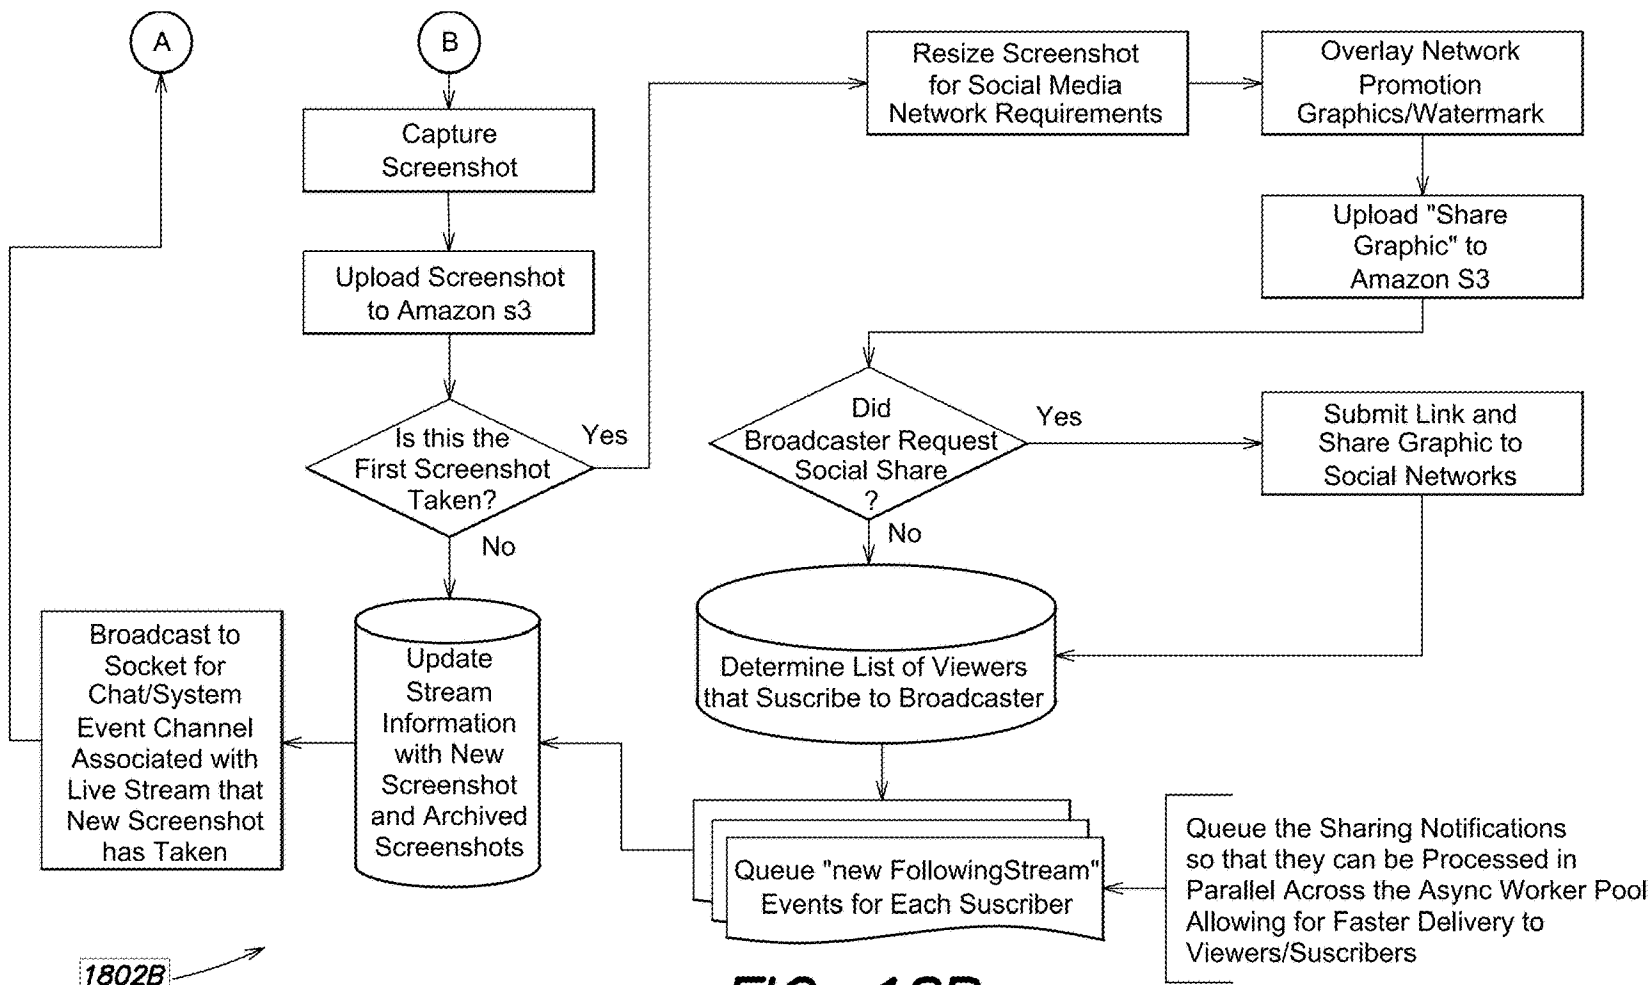 A
B
Capture
Screenshot
Upload Screenshot
to Amazon s3
Is this the
First Screenshot
Taken?
Yes
No
Resize Screenshot
for Social Media
Network Requirements
Overlay Network
Promotion
Graphics/Watermark
Upload "Share
Graphic" to
Amazon S3
Did
Broadcaster Request
Social Share
?
Yes
No
Submit Link and
Share Graphic to
Social Networks
Determine List of Viewers
that Suscribe to Broadcaster
Queue "new FollowingStream"
Events for Each Suscriber
Queue the Sharing Notifications
so that they can be Processed in
Parallel Across the Async Worker Pool
Allowing for Faster Delivery to
Viewers/Suscribers
Update
Stream
Information
with New
Screenshot
and Archived
Screenshots
Broadcast to
Socket for
Chat/System
Event Channel
Associated with
Live Stream that
New Screenshot
has Taken
1802B